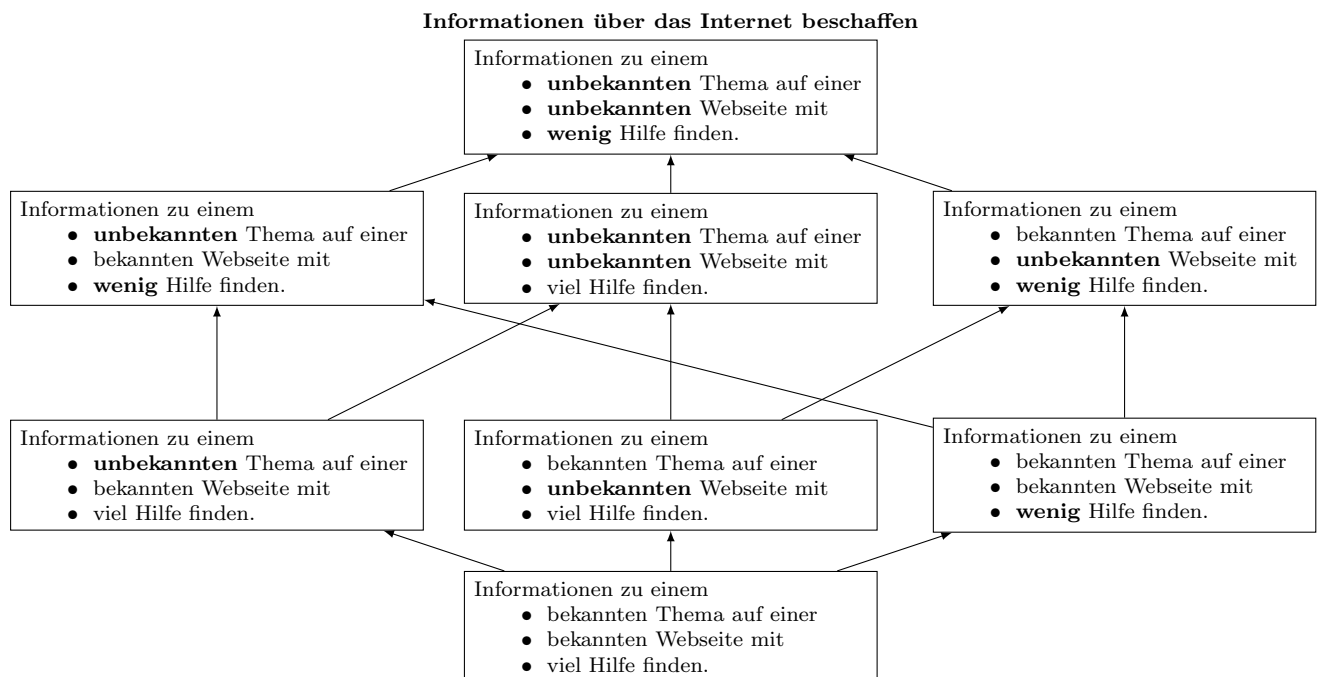 Informationen über das Internet beschaffen
Informationen zu einem
• unbekannten Thema auf einer
• unbekannten Webseite mit
• wenig Hilfe finden.
Informationen zu einem
• unbekannten Thema auf einer
• bekannten Webseite mit
• wenig Hilfe finden.
Informationen zu einem
• unbekannten Thema auf einer
• unbekannten Webseite mit
• viel Hilfe finden.
Informationen zu einem
• bekannten Thema auf einer
• unbekannten Webseite mit
• wenig Hilfe finden.
Informationen zu einem
• unbekannten Thema auf einer
• bekannten Webseite mit
• viel Hilfe finden.
Informationen zu einem
• bekannten Thema auf einer
• unbekannten Webseite mit
• viel Hilfe finden.
Informationen zu einem
• bekannten Thema auf einer
• bekannten Webseite mit
• wenig Hilfe finden.
Informationen zu einem
• bekannten Thema auf einer
• bekannten Webseite mit
• viel Hilfe finden.